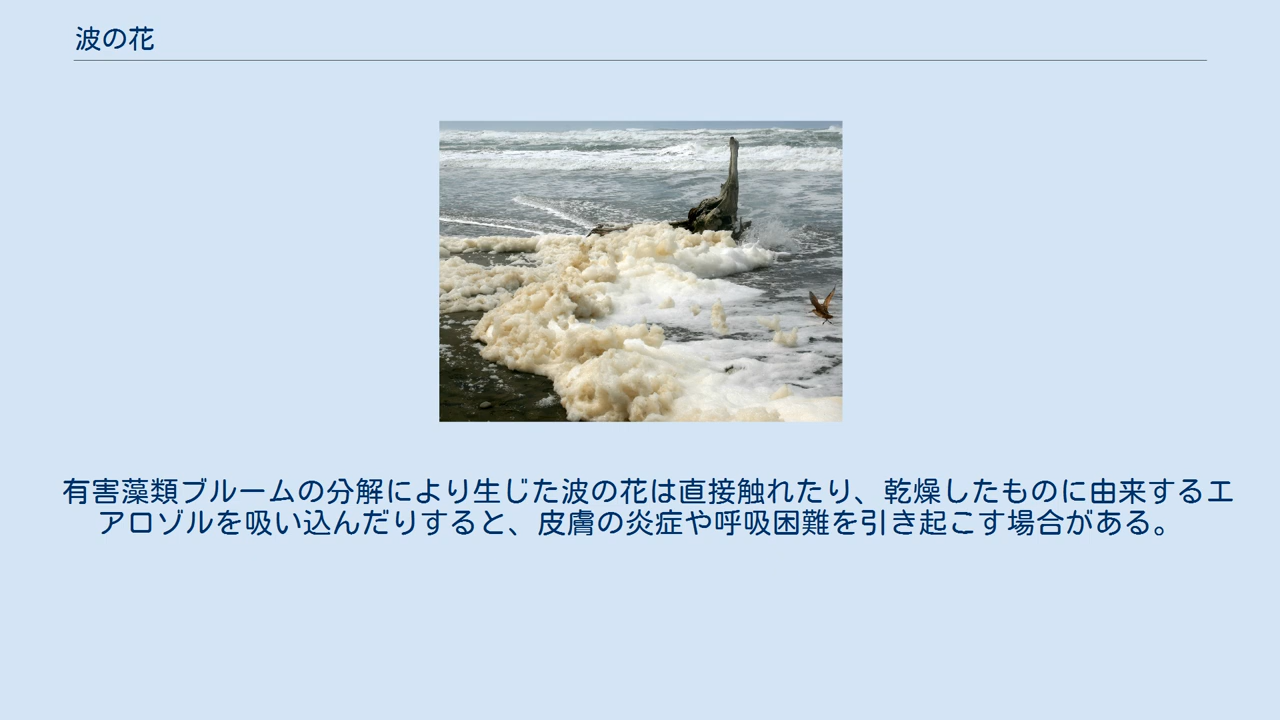 波の花
有害藻類ブルームの分解により生じた波の花は直接触れたり、乾燥したものに由来するエ
アロゾルを吸い込んだりすると、皮膚の炎症や呼吸困難を引き起こす場合がある。